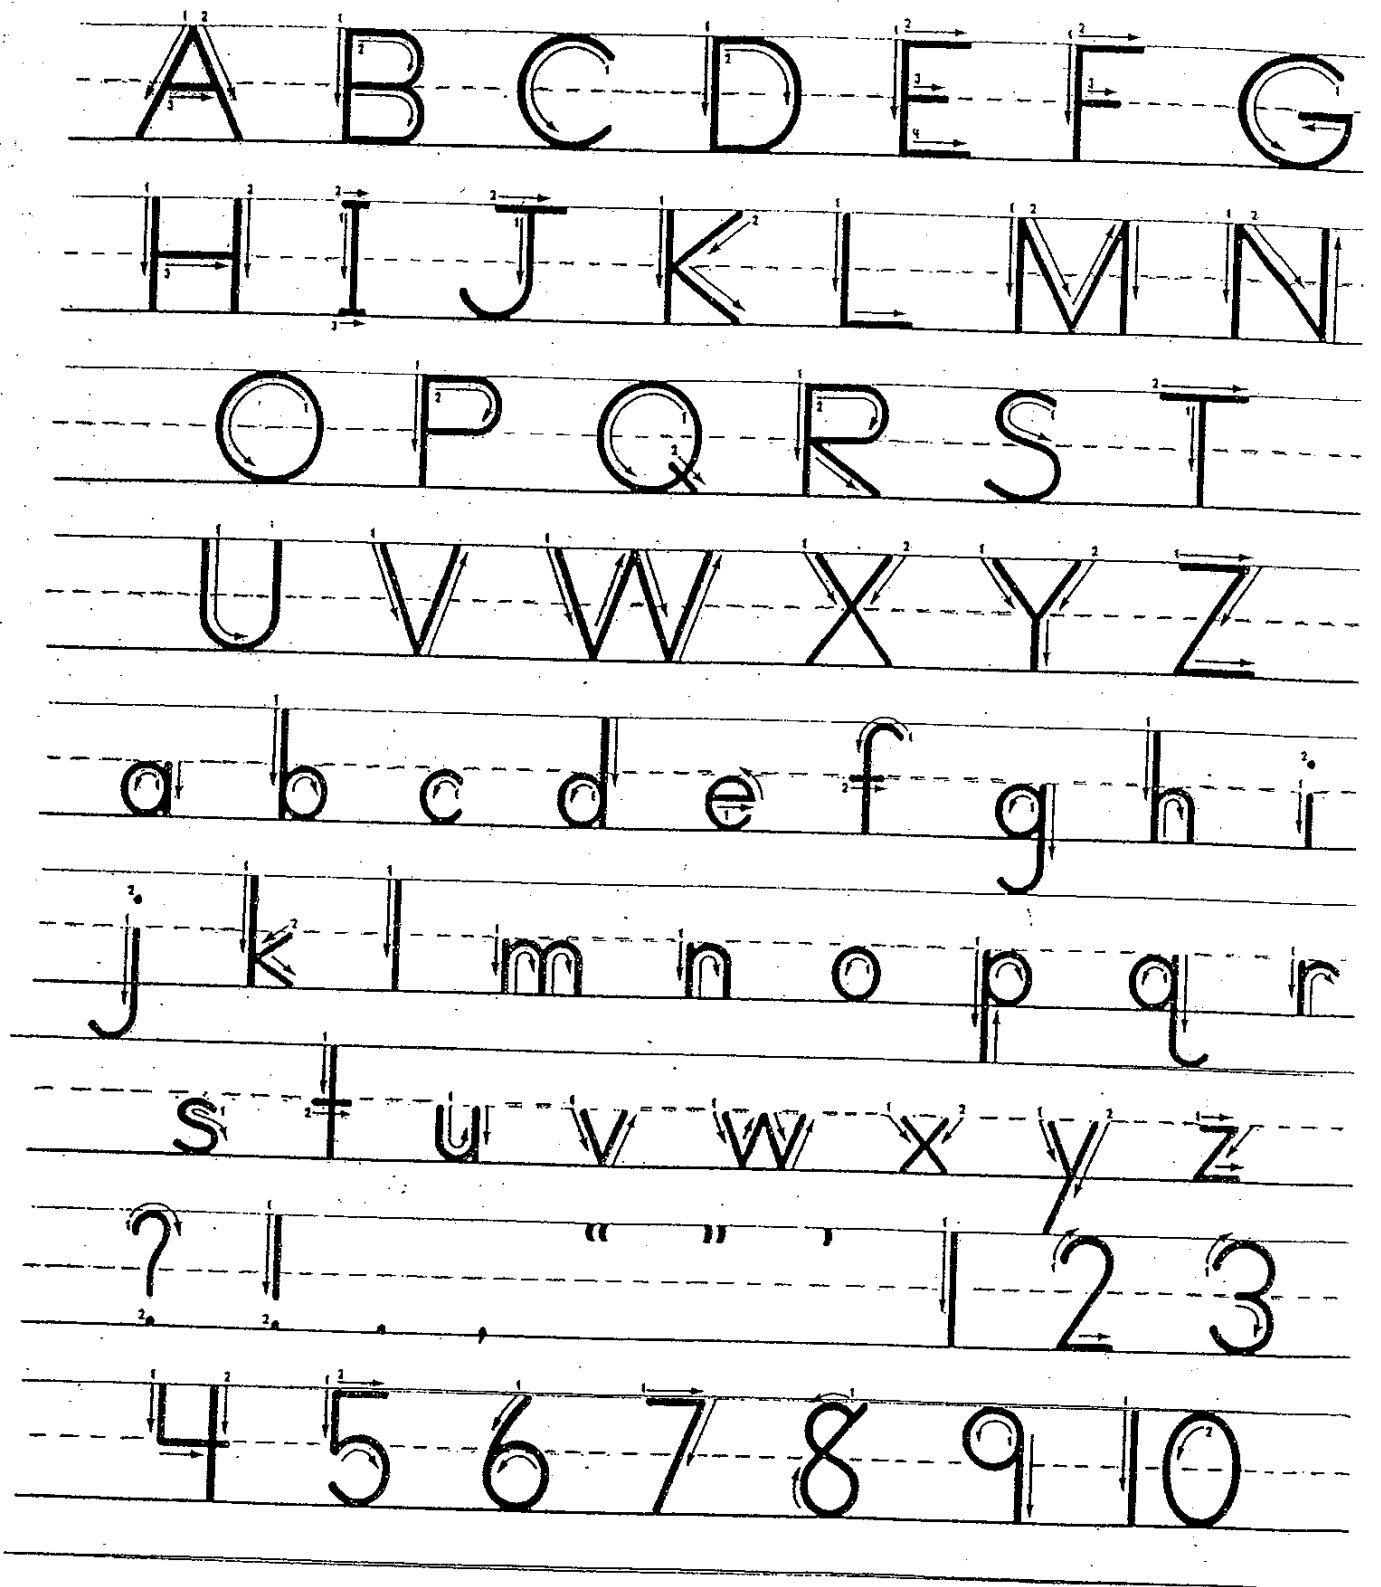 A B C D E F G
H I J K L M N
O P Q R S T
U V W X Y Z
a b c d e f g h i
j k l m n o p q r
s t u v w x y z
? ! . , “ ” ’ 1 2 3
4 5 6 7 8 9 10